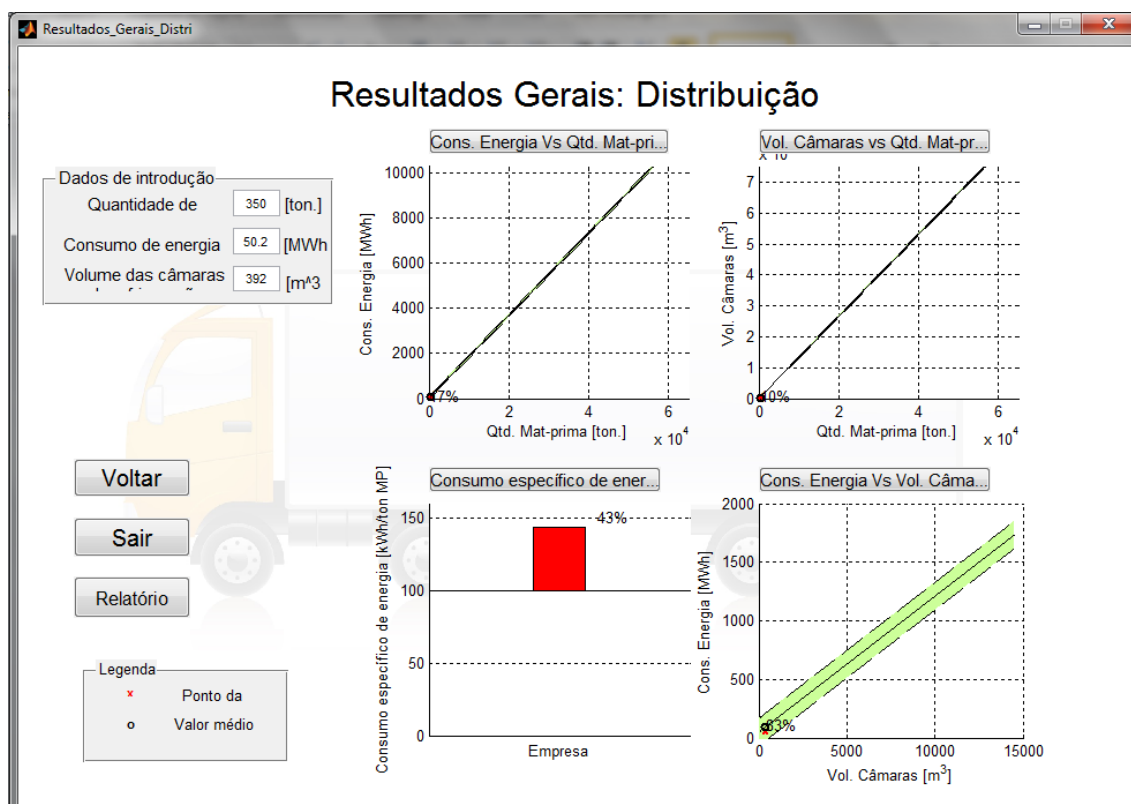 Resultados_Gerais_Distri
Resultados Gerais: Distribuição
Dados de introdução
Quantidade de 350 [ton.]
Consumo de energia 50.2 [MWh
Volume das câmaras 392 [m^3
Voltar
Sair
Relatório
Legenda
x Ponto da
o Valor médio
Cons. Energia Vs Qtd. Mat-pri...
10000
8000
6000
4000
2000
0
Cons. Energia [MWh]
0 2 4 6
x 10^4
Qtd. Mat-prima [ton.]
Vol. Câmaras vs Qtd. Mat-pr...
7
6
5
4
3
2
1
0
Vol. Câmaras [m^3]
0 2 4 6
x 10^4
Qtd. Mat-prima [ton.]
Consumo específico de ener...
150
100
50
0
43%
Consumo específico de energia [kWh/ton MP]
Empresa
Cons. Energia Vs Vol. Câma...
2000
1500
1000
500
0
Cons. Energia [MWh]
0 5000 10000 15000
Vol. Câmaras [m^3]